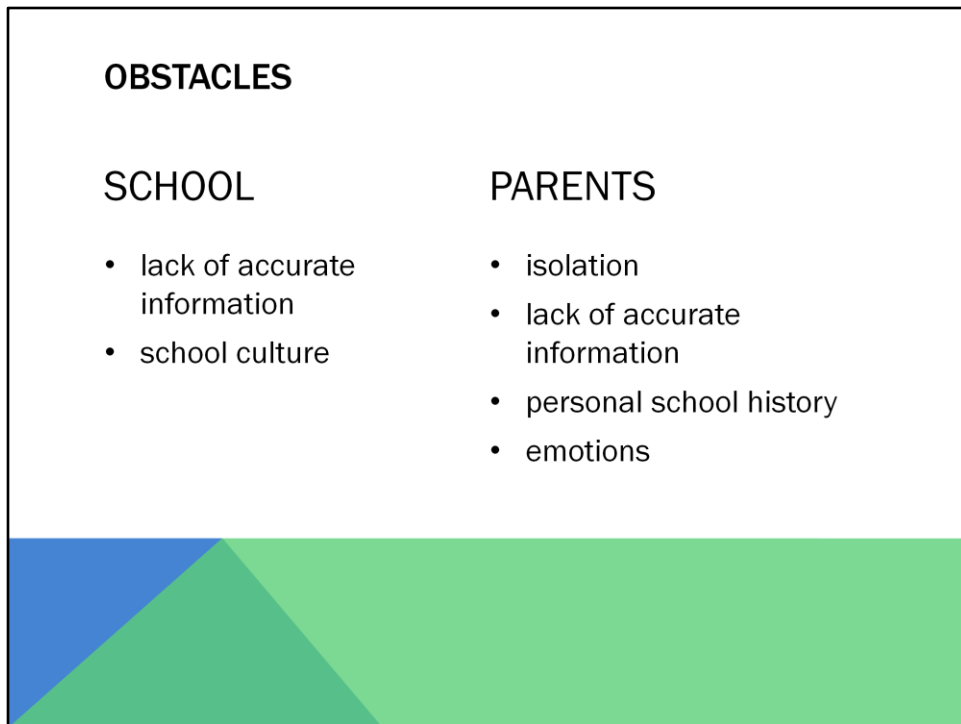 OBSTACLES
SCHOOL
• lack of accurate
information
• school culture
PARENTS
• isolation
• lack of accurate
information
• personal school history
• emotions